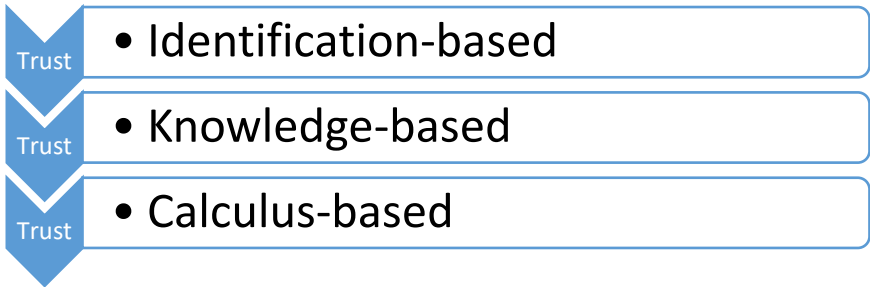 Trust • Identification-based
Trust • Knowledge-based
Trust • Calculus-based